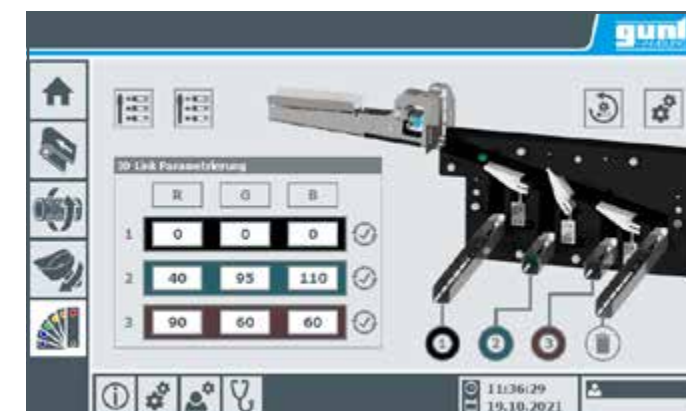 gunt
HAMBURG
IO Link Parametrierung
R G B
1 0 0 0
2 40 95 110
3 90 60 60
1 2 3
11:36:29
19.10.2021